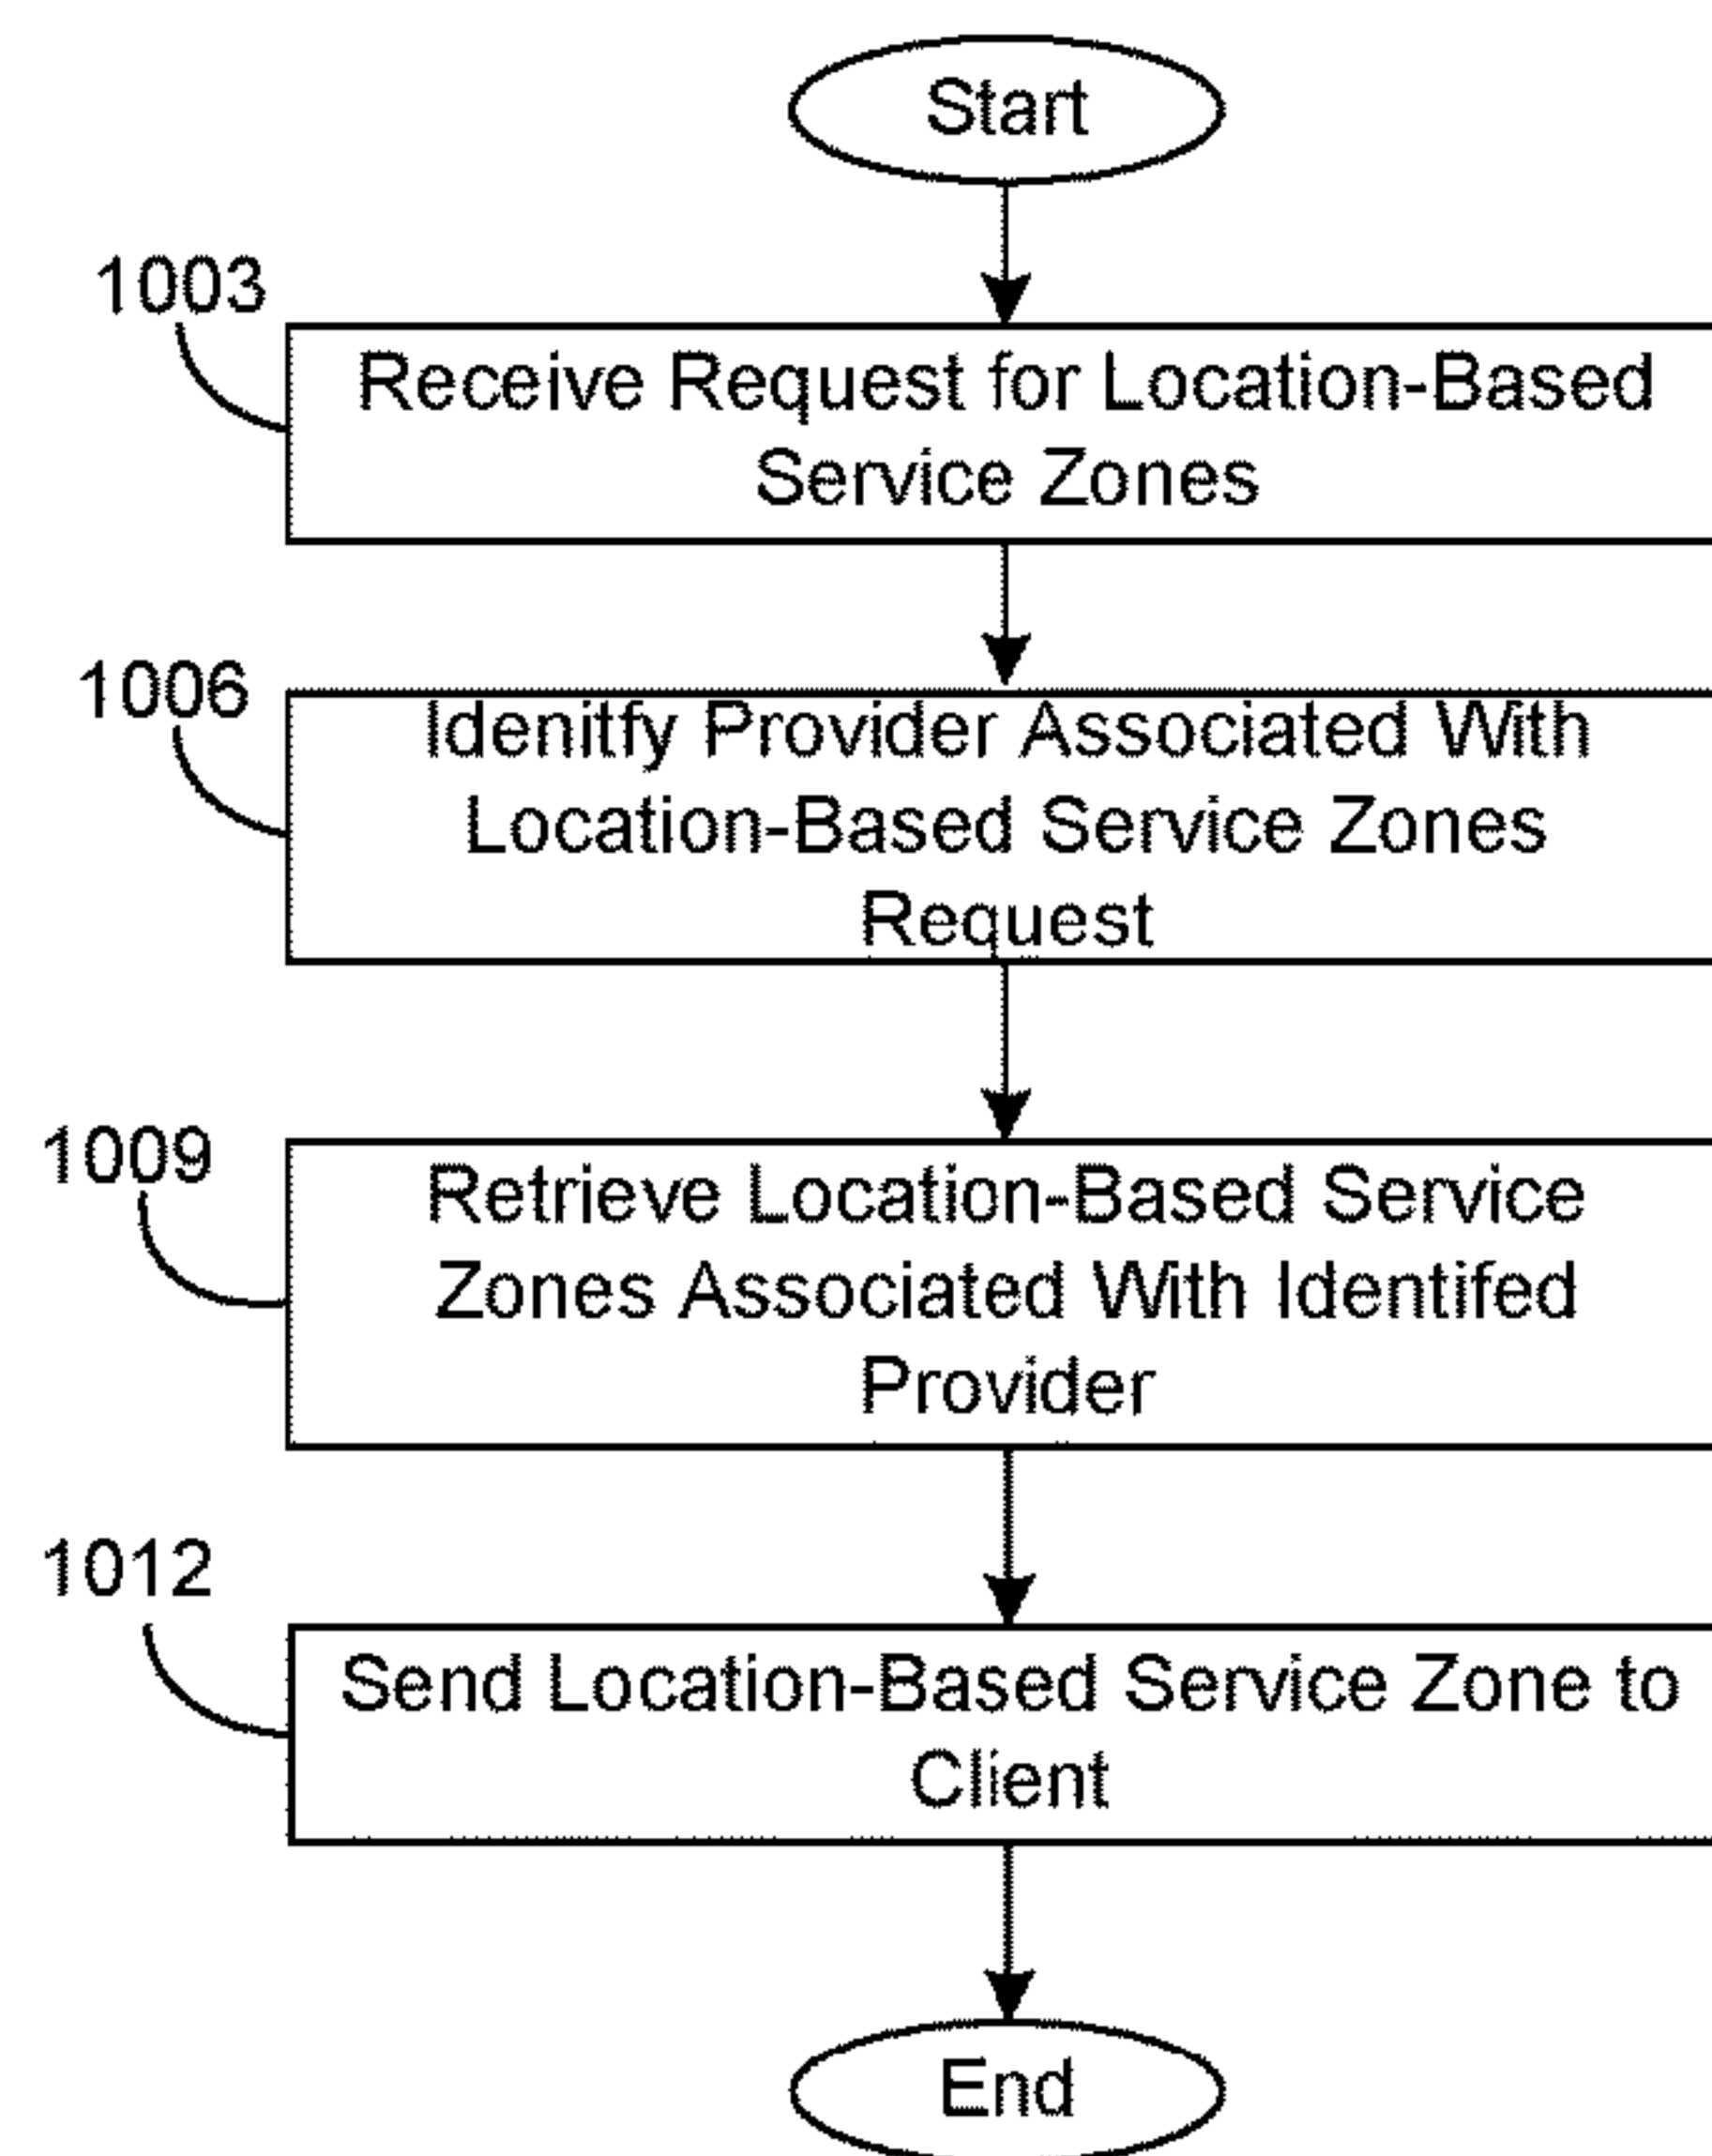 Start
1003
Receive Request for Location-Based
Service Zones
1006
Idenitfy Provider Associated With
Location-Based Service Zones
Request
1009
Retrieve Location-Based Service
Zones Associated With Identifed
Provider
1012
Send Location-Based Service Zone to
Client
End